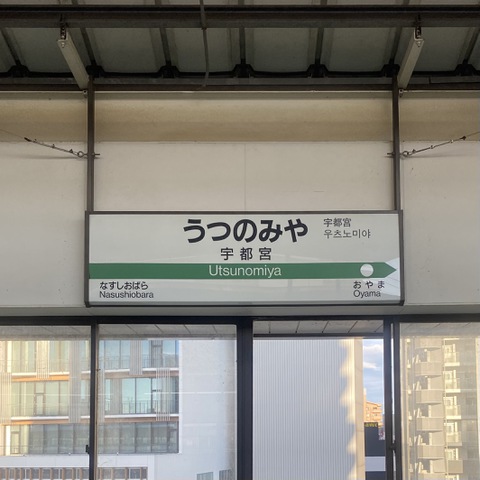 うつのみや
宇都宮
우츠노미야
宇都宮
Utsunomiya
なすしおばら
Nasushiobara
おやま
Oyama